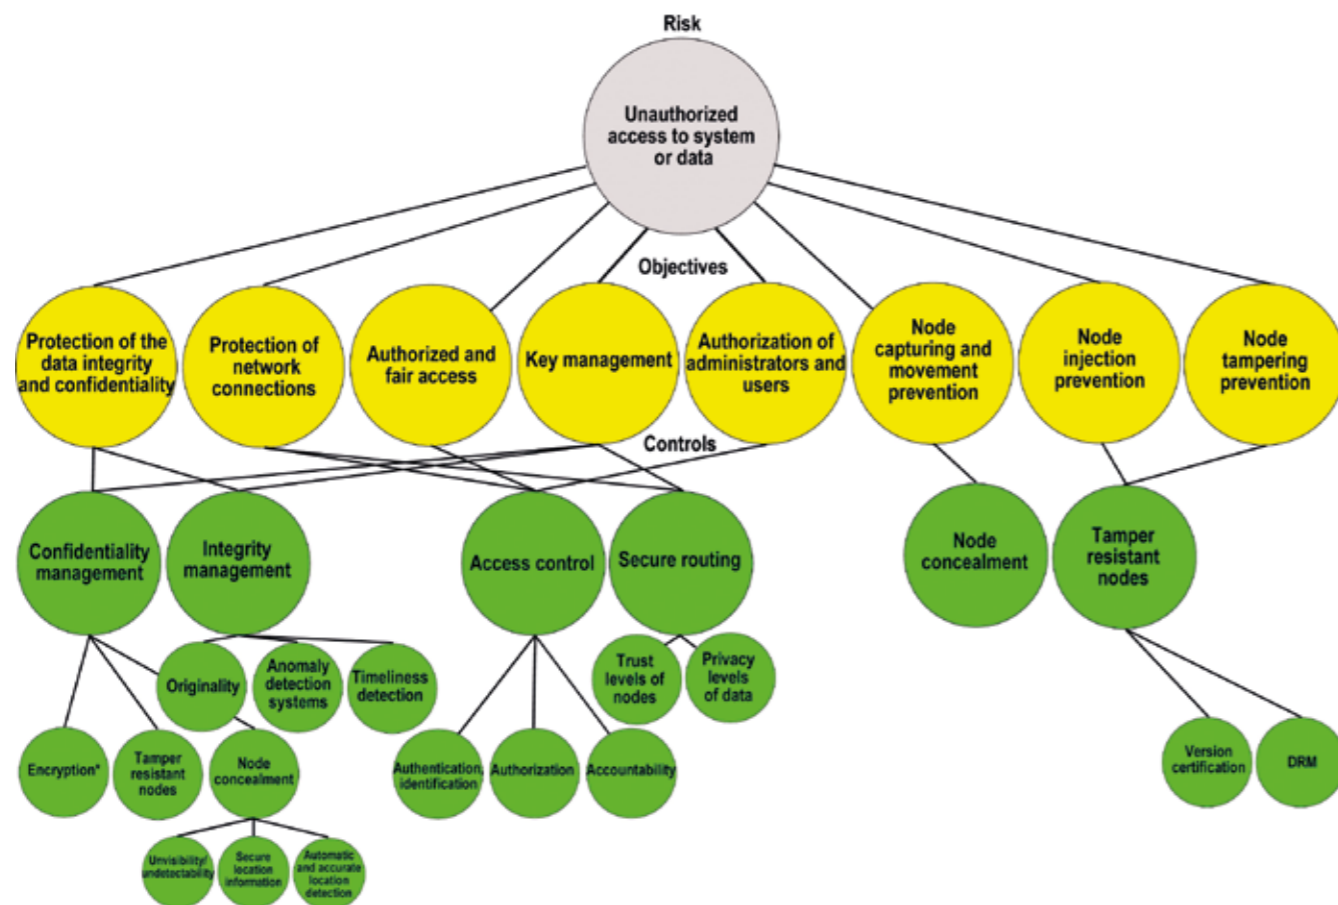 Risk
Unauthorized
access to system
or data
Objectives
Protection of the
data integrity
and confidentiality
Protection of
network
connections
Authorized and
fair access
Key management
Authorization of
administrators and
users
Node
capturing and
movement
prevention
Node
injection
prevention
Node
tampering
prevention
Controls
Confidentiality
management
Integrity
management
Access control
Secure routing
Node
concealment
Tamper
resistant
nodes
Originality
Anomaly
detection
systems
Timeliness
detection
Trust
levels of
nodes
Privacy
levels
of data
Encryption*
Tamper
resistant
nodes
Node
concealment
Authentication,
identification
Authorization
Accountability
Version
certification
DRM
Unvisibility/
undetectability
Secure
location
information
Automatic
and accurate
location
detection